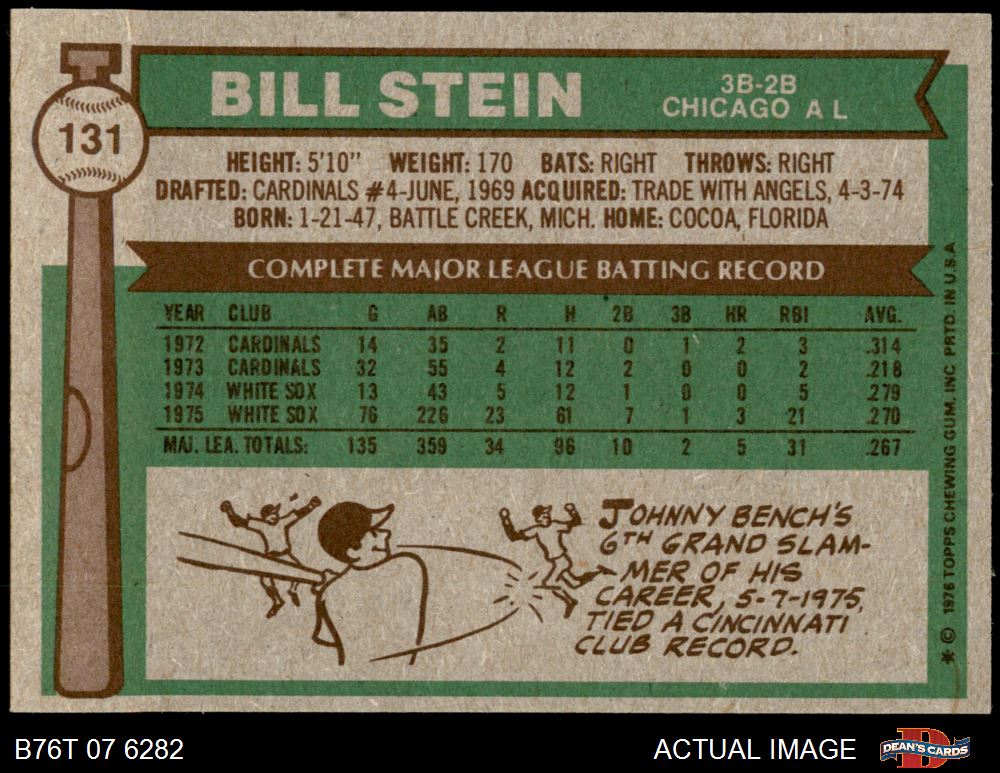 131
BILL STEIN
3B-2B
CHICAGO A L
HEIGHT: 5'10" WEIGHT: 170 BATS: RIGHT THROWS: RIGHT
DRAFTED: CARDINALS #4-JUNE, 1969 ACQUIRED: TRADE WITH ANGELS, 4-3-74
BORN: 1-21-47, BATTLE CREEK, MICH. HOME: COCOA, FLORIDA
COMPLETE MAJOR LEAGUE BATTING RECORD
YEAR CLUB G AB R H 2B 3B HR RBI AVG.
1972 CARDINALS 14 35 2 11 0 1 2 3 .314
1973 CARDINALS 32 55 4 12 2 0 0 2 .218
1974 WHITE SOX 13 43 5 12 1 0 0 5 .279
1975 WHITE SOX 76 226 23 61 7 1 3 21 .270
MAJ. LEA. TOTALS: 135 359 34 96 10 2 5 31 .267
JOHNNY BENCH'S
6TH GRAND SLAM-
MER OF HIS
CAREER, 5-7-1975,
TIED A CINCINNATI
CLUB RECORD.
* © 1976 TOPPS CHEWING GUM, INC PRTD. IN U.S.A
B76T 07 6282
ACTUAL IMAGE
D
DEAN'S CARDS